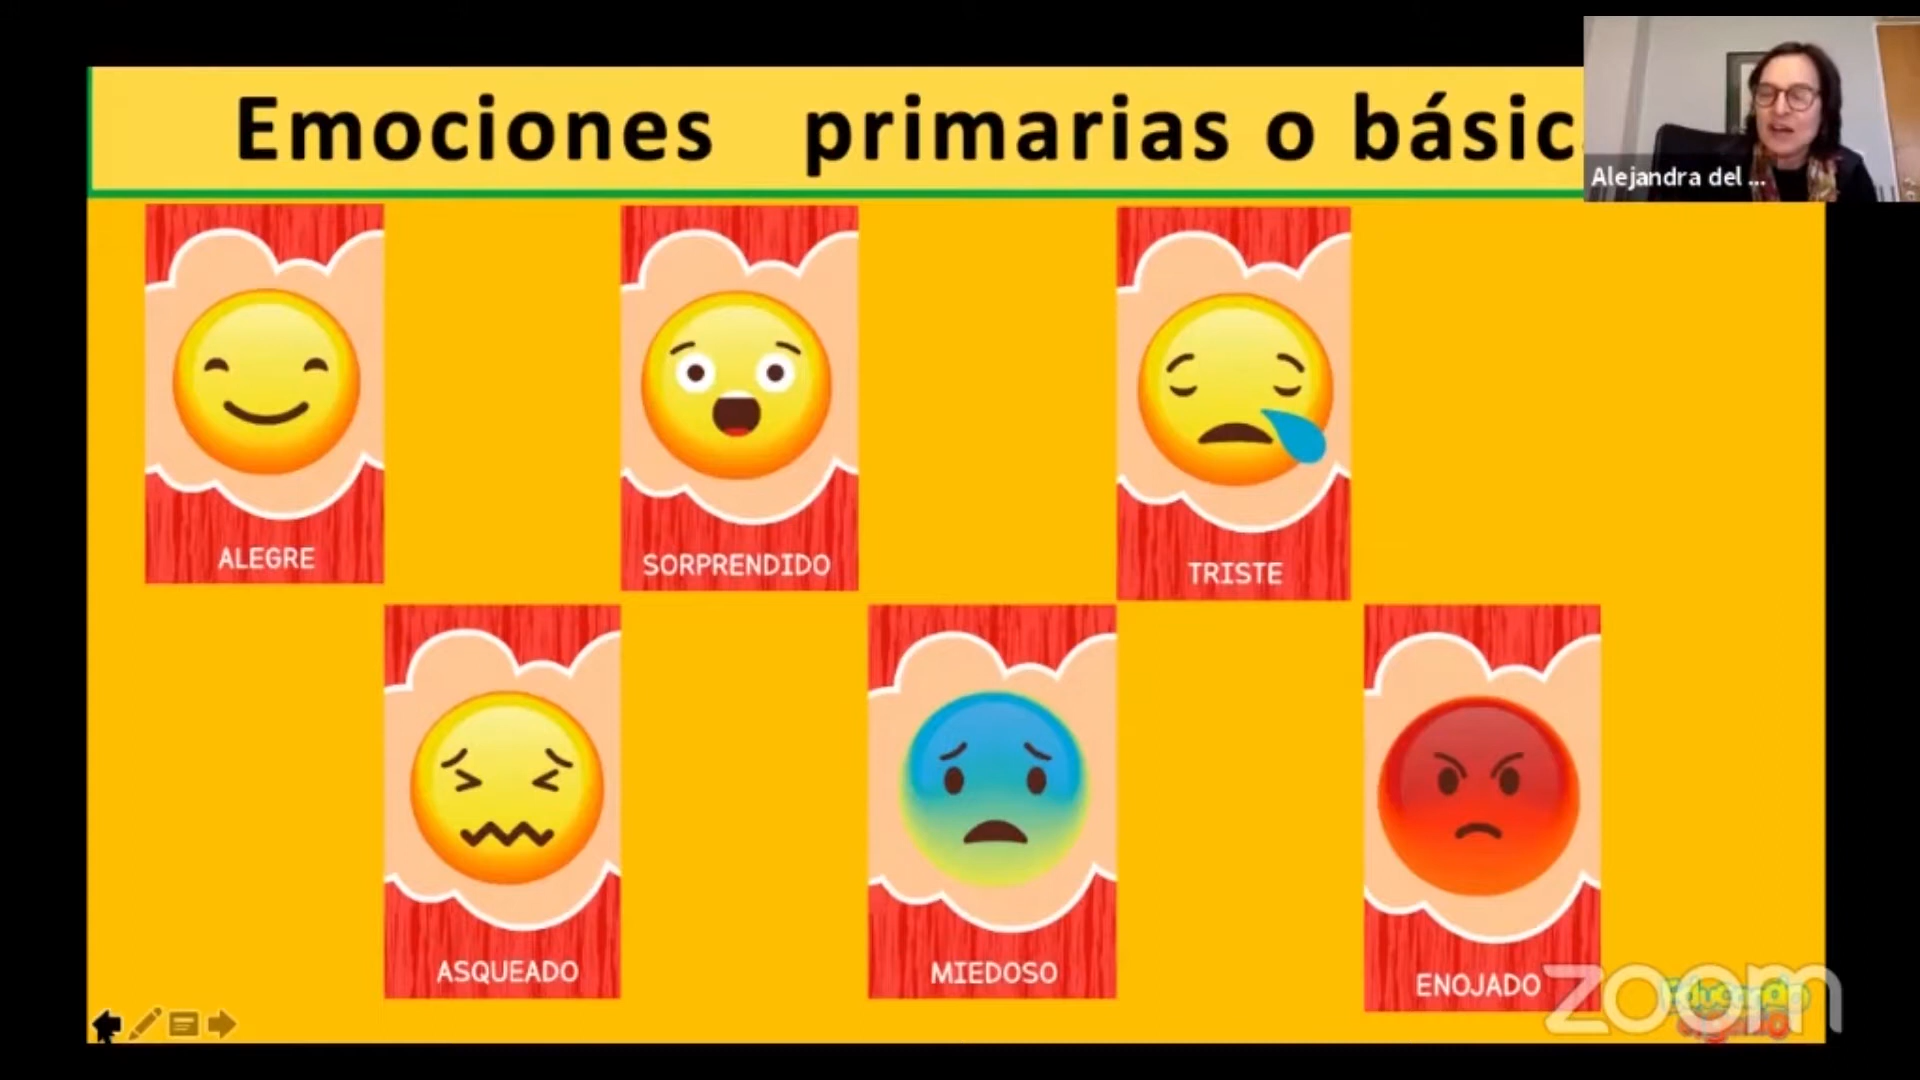 Emociones primarias o básic
Alejandra del ...
ALEGRE
SORPRENDIDO
TRISTE
ASQUEADO
MIEDOSO
ENOJADO
zoom